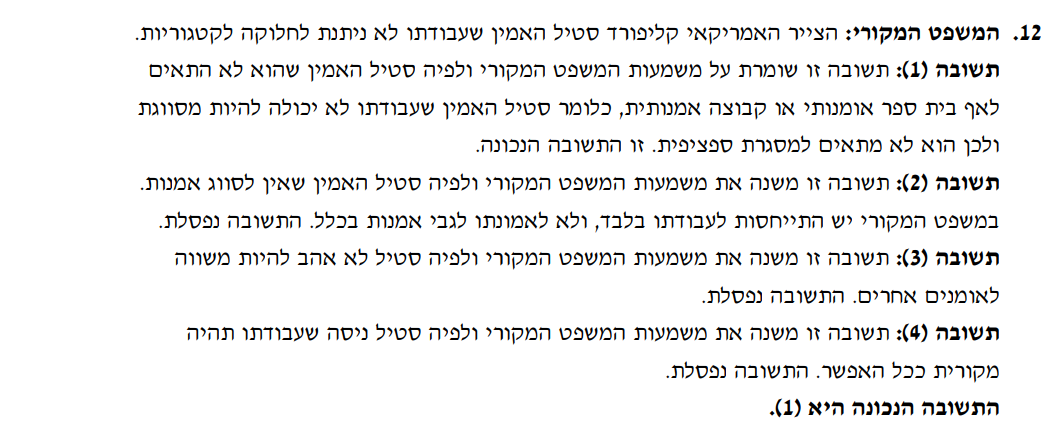 12. המשפט המקורי: הצייר האמריקאי קליפורד סטיל האמין שעבודתו לא ניתנת לחלוקה לקטגוריות.
תשובה (1): תשובה זו שומרת על משמעות המשפט המקורי ולפיה סטיל האמין שהוא לא התאים
לאף בית ספר אומנותי או קבוצה אמנותית, כלומר סטיל האמין שעבודתו לא יכולה להיות מסווגת
ולכן הוא לא מתאים למסגרת ספציפית. זו התשובה הנכונה.
תשובה (2): תשובה זו משנה את משמעות המשפט המקורי ולפיה סטיל האמין שאין לסווג אמנות.
במשפט המקורי יש התייחסות לעבודתו בלבד, ולא לאמונתו לגבי אמנות בכלל. התשובה נפסלת.
תשובה (3): תשובה זו משנה את משמעות המשפט המקורי ולפיה סטיל לא אהב להיות משווה
לאומנים אחרים. התשובה נפסלת.
תשובה (4): תשובה זו משנה את משמעות המשפט המקורי ולפיה סטיל ניסה שעבודתו תהיה
מקורית ככל האפשר. התשובה נפסלת.
התשובה הנכונה היא (1).